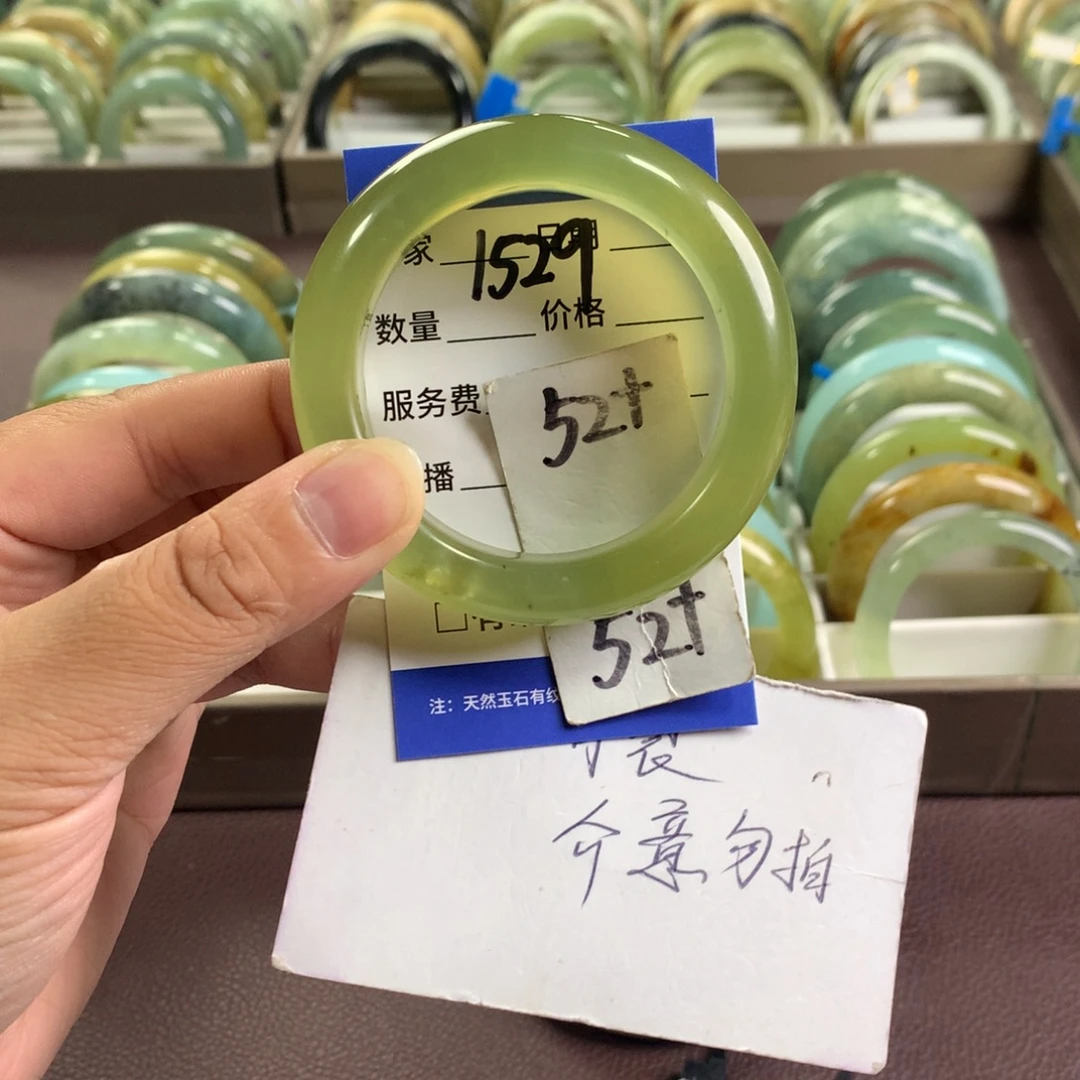 家 1529
数量 价格
服务费 52+
播
52+
注：天然玉石有纹
裂
介意勿拍